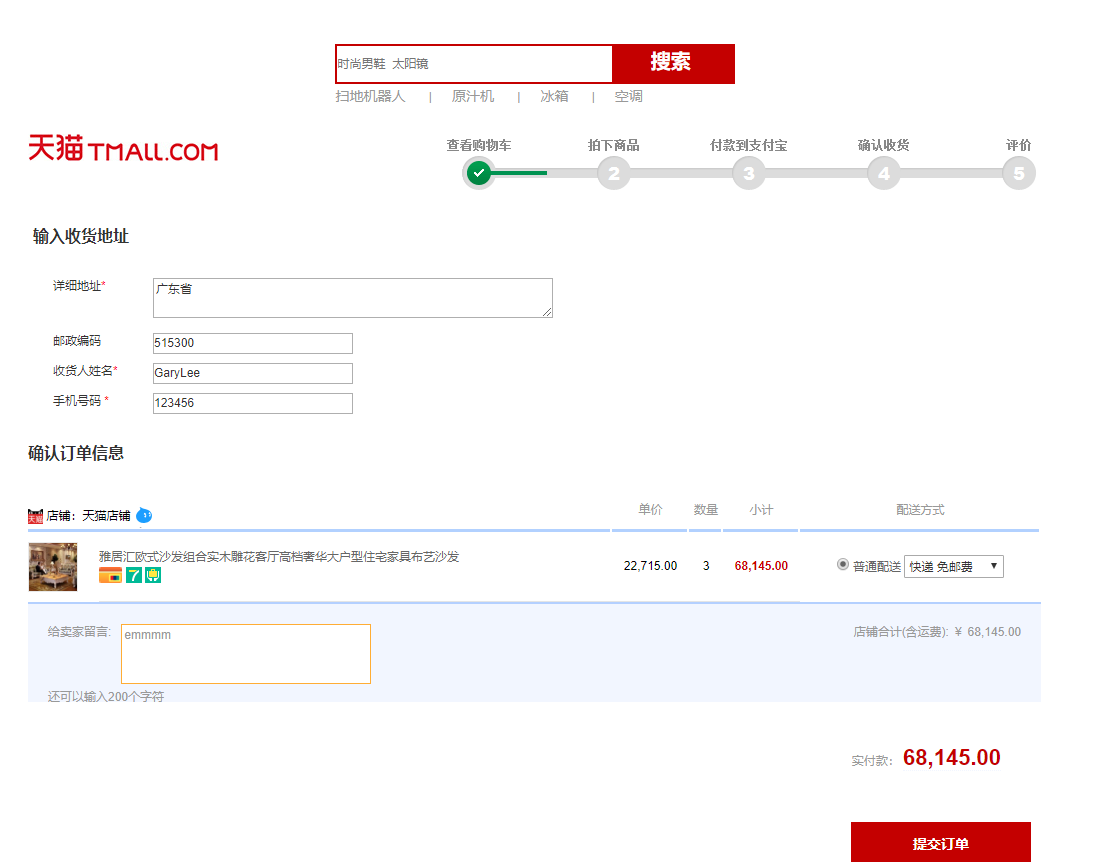 时尚男鞋 太阳镜 搜索
扫地机器人 | 原汁机 | 冰箱 | 空调
天猫 TMALL.COM
查看购物车 拍下商品 付款到支付宝 确认收货 评价
2 3 4 5
输入收货地址
详细地址* 广东省
邮政编码 515300
收货人姓名* GaryLee
手机号码 * 123456
确认订单信息
天猫 店铺：天猫店铺 单价 数量 小计 配送方式
雅居汇欧式沙发组合实木雕花客厅高档奢华大户型住宅家具布艺沙发
7
22,715.00 3 68,145.00 普通配送 快递 免邮费
给卖家留言: emmmm 店铺合计(含运费): ￥ 68,145.00
还可以输入200个字符
实付款： 68,145.00
提交订单